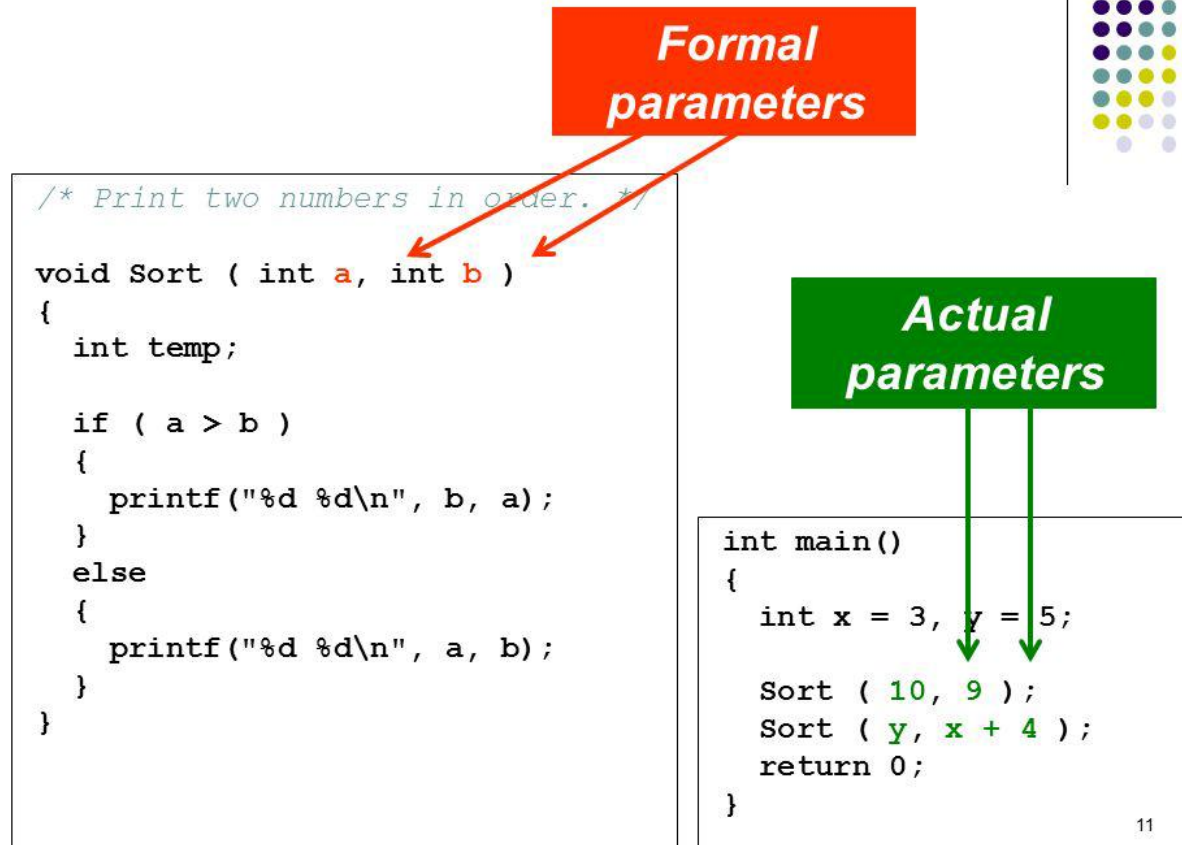 Formal
parameters
/* Print two numbers in order. */
void Sort ( int a, int b )
{
int temp;
if ( a > b )
{
printf("%d %d\n", b, a);
}
else
{
printf("%d %d\n", a, b);
}
}
Actual
parameters
int main()
{
int x = 3, y = 5;
Sort ( 10, 9 );
Sort ( y, x + 4 );
return 0;
}
11